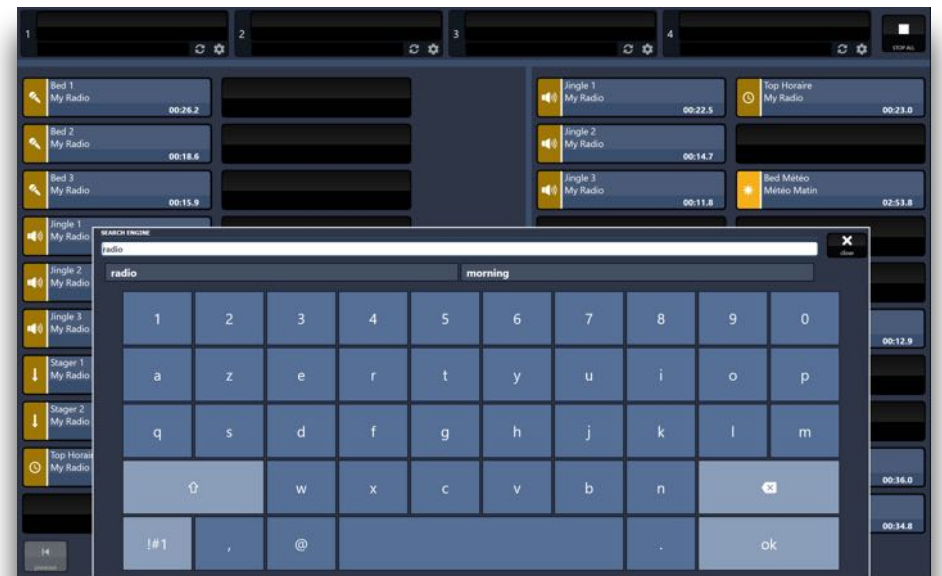 1
2
3
4
STOP ALL
Bed 1
My Radio
00:26.2
Bed 2
My Radio
00:18.6
Bed 3
My Radio
00:15.9
Jingle 1
My Radio
Jingle 2
My Radio
Jingle 3
My Radio
Stager 1
My Radio
Stager 2
My Radio
Top Horair
My Radio
Jingle 1
My Radio
00:22.5
Jingle 2
My Radio
00:14.7
Jingle 3
My Radio
00:11.8
Top Horaire
My Radio
00:23.0
Bed Météo
Météo Matin
02:53.8
00:12.9
00:36.0
00:34.8
SEARCH ENGINE
radio
clear
radio morning
1 2 3 4 5 6 7 8 9 0
a z e r t y u i o p
q s d f g h j k l m
w x c v b n
!#1 , @ . ok